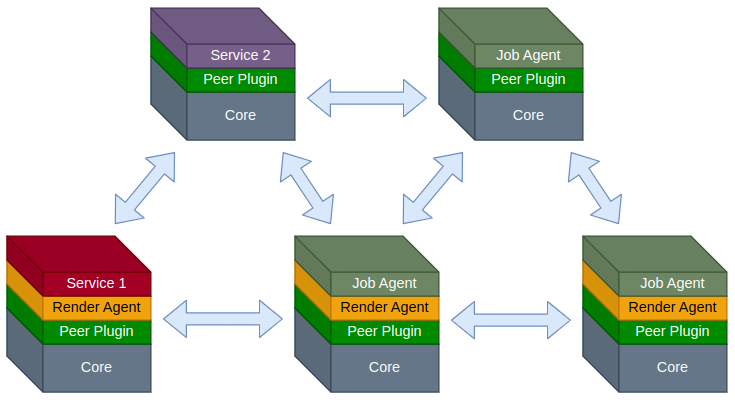 Service 2
Peer Plugin
Core
Job Agent
Peer Plugin
Core
Service 1
Render Agent
Peer Plugin
Core
Job Agent
Render Agent
Peer Plugin
Core
Job Agent
Render Agent
Peer Plugin
Core